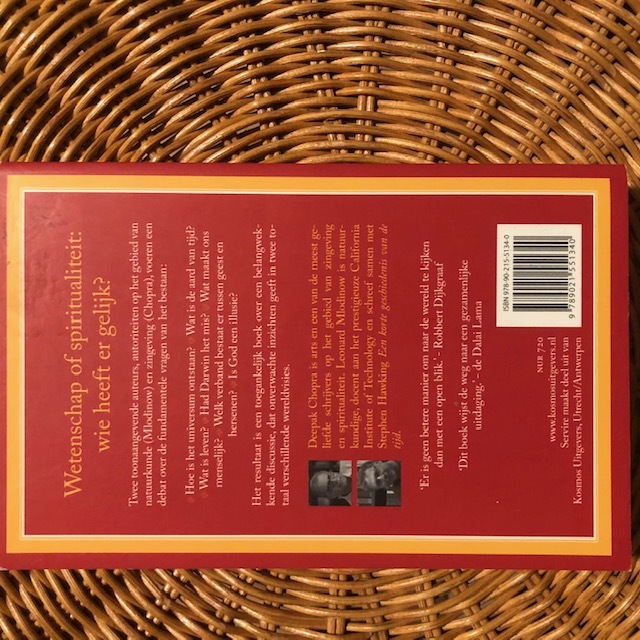 Wetenschap of spiritualiteit:
wie heeft er gelijk?
Twee toonaangevende auteurs, autoriteiten op het gebied van
natuurkunde (Mlodinow) en zingeving (Chopra), voeren een
debat over de fundamentele vragen van het bestaan:
• Hoe is het universum ontstaan? • Wat is de aard van tijd?
• Wat is leven? • Had Darwin het mis? • Wat maakt ons
menselijk? • Welk verband bestaat er tussen geest en
hersenen? • Is God een illusie?
Het resultaat is een toegankelijk boek over een belangwek-
kende discussie, dat onverwachte inzichten geeft in twee to-
taal verschillende wereldvisies.
Deepak Chopra is arts en een van de meest ge-
liefde schrijvers op het gebied van zingeving
en spiritualiteit. Leonard Mlodinow is natuur-
kundige, docent aan het prestigieuze California
Institute of Technology en schreef samen met
Stephen Hawking Een korte geschiedenis van de
tijd.
'Er is geen betere manier om naar de wereld te kijken
dan met een open blik.' - Robbert Dijkgraaf
'Dit boek wijst de weg naar een gezamenlijke
uitdaging.' - de Dalai Lama
ISBN 978-90-215-5134-0
9 789021 551340
NUR 720
www.kosmosuitgevers.nl
Servire maakt deel uit van
Kosmos Uitgevers, Utrecht/Antwerpen